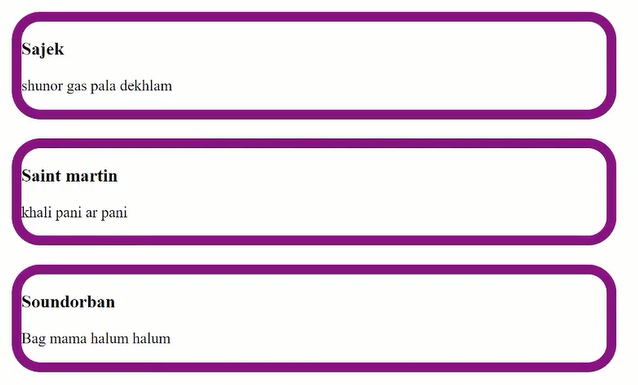 Sajek
shunor gas pala dekhlam
Saint martin
khali pani ar pani
Soundorban
Bag mama halum halum